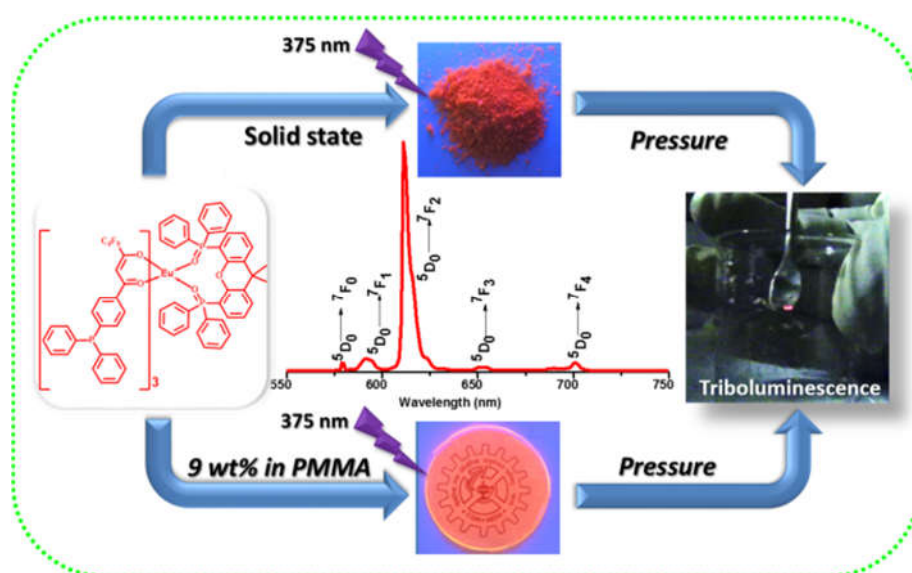 375 nm
Solid state
Pressure
⁵D₀ → ⁷F₀
⁵D₀ → ⁷F₁
⁵D₀ → ⁷F₂
⁵D₀ → ⁷F₃
⁵D₀ → ⁷F₄
O
O
Eu
O
O
P
P
P
O
3
550 600 650 700 750
Wavelength (nm)
Triboluminescence
375 nm
9 wt% in PMMA
Pressure